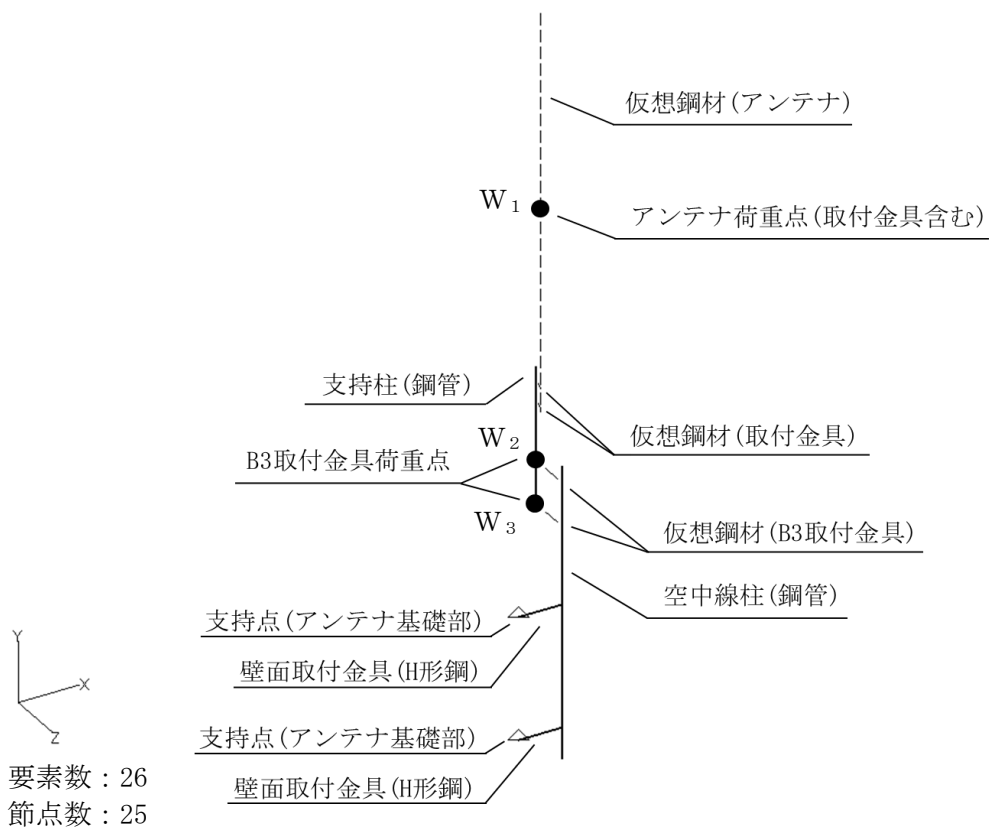 仮想鋼材(アンテナ)
W₁
アンテナ荷重点(取付金具含む)
支持柱(鋼管)
仮想鋼材(取付金具)
W₂
B3取付金具荷重点
W₃
仮想鋼材(B3取付金具)
空中線柱(鋼管)
支持点(アンテナ基礎部)
壁面取付金具(H形鋼)
支持点(アンテナ基礎部)
壁面取付金具(H形鋼)
Y
X
Z
要素数：26
節点数：25